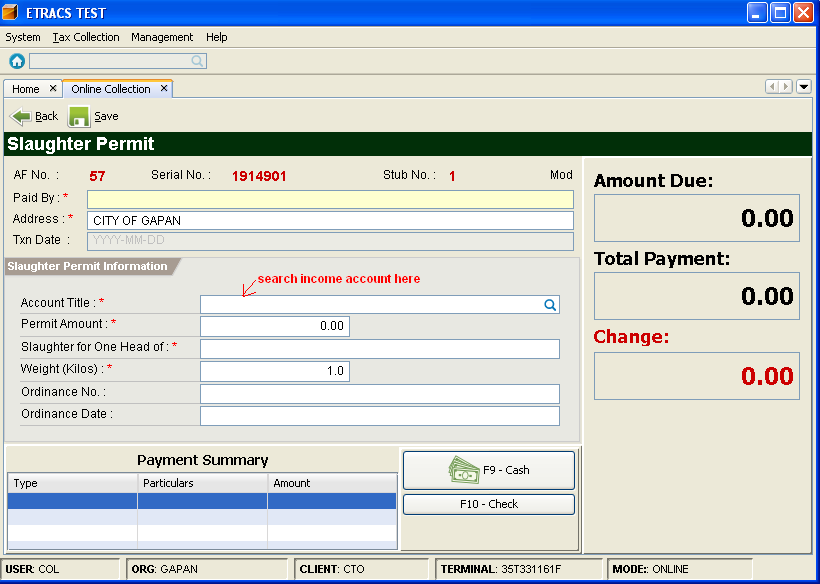 ETRACS TEST
System Tax Collection Management Help
Home Online Collection
Back Save
Slaughter Permit
AF No. : 57 Serial No. : 1914901 Stub No. : 1 Mod
Paid By : *
Address : * CITY OF GAPAN
Txn Date : YYYY-MM-DD
Slaughter Permit Information
search income account here
Account Title : *
Permit Amount : * 0.00
Slaughter for One Head of : *
Weight (Kilos) : * 1.0
Ordinance No. :
Ordinance Date :
Amount Due:
0.00
Total Payment:
0.00
Change:
0.00
Payment Summary
Type Particulars Amount
F9 - Cash
F10 - Check
USER: COL ORG: GAPAN CLIENT: CTO TERMINAL: 35T331161F MODE: ONLINE